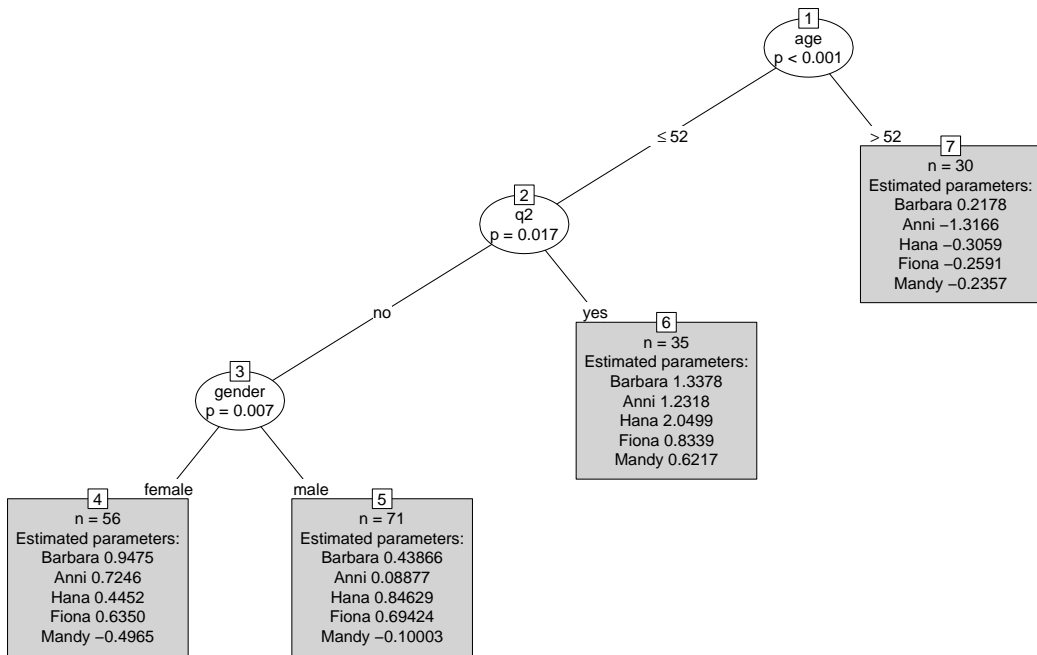 1
age
p < 0.001
≤ 52
> 52
2
q2
p = 0.017
no
yes
3
gender
p = 0.007
female
male
4
n = 56
Estimated parameters:
Barbara 0.9475
Anni 0.7246
Hana 0.4452
Fiona 0.6350
Mandy −0.4965
5
n = 71
Estimated parameters:
Barbara 0.43866
Anni 0.08877
Hana 0.84629
Fiona 0.69424
Mandy −0.10003
6
n = 35
Estimated parameters:
Barbara 1.3378
Anni 1.2318
Hana 2.0499
Fiona 0.8339
Mandy 0.6217
7
n = 30
Estimated parameters:
Barbara 0.2178
Anni −1.3166
Hana −0.3059
Fiona −0.2591
Mandy −0.2357